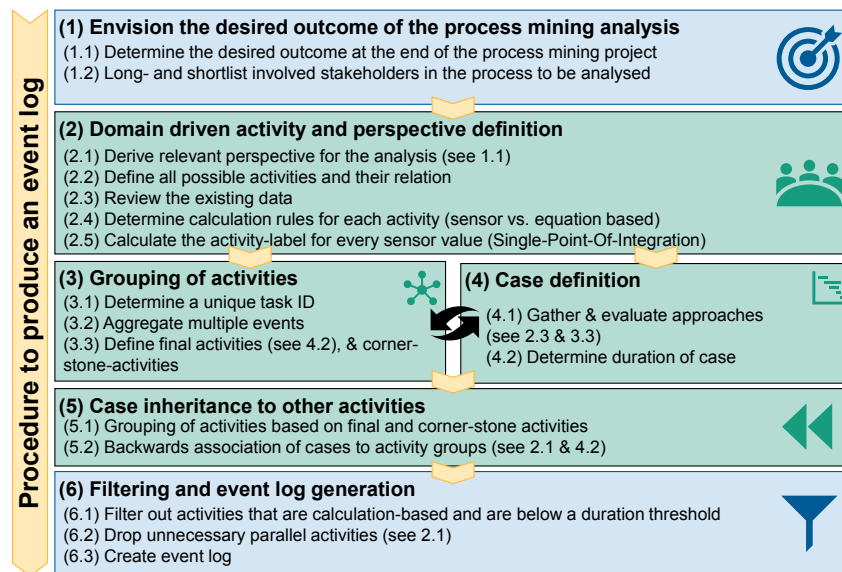 Procedure to produce an event log
(1) Envision the desired outcome of the process mining analysis
(1.1) Determine the desired outcome at the end of the process mining project
(1.2) Long- and shortlist involved stakeholders in the process to be analysed
(2) Domain driven activity and perspective definition
(2.1) Derive relevant perspective for the analysis (see 1.1)
(2.2) Define all possible activities and their relation
(2.3) Review the existing data
(2.4) Determine calculation rules for each activity (sensor vs. equation based)
(2.5) Calculate the activity-label for every sensor value (Single-Point-Of-Integration)
(3) Grouping of activities
(3.1) Determine a unique task ID
(3.2) Aggregate multiple events
(3.3) Define final activities (see 4.2), & corner-
stone-activities
(4) Case definition
(4.1) Gather & evaluate approaches
(see 2.3 & 3.3)
(4.2) Determine duration of case
(5) Case inheritance to other activities
(5.1) Grouping of activities based on final and corner-stone activities
(5.2) Backwards association of cases to activity groups (see 2.1 & 4.2)
(6) Filtering and event log generation
(6.1) Filter out activities that are calculation-based and are below a duration threshold
(6.2) Drop unnecessary parallel activities (see 2.1)
(6.3) Create event log